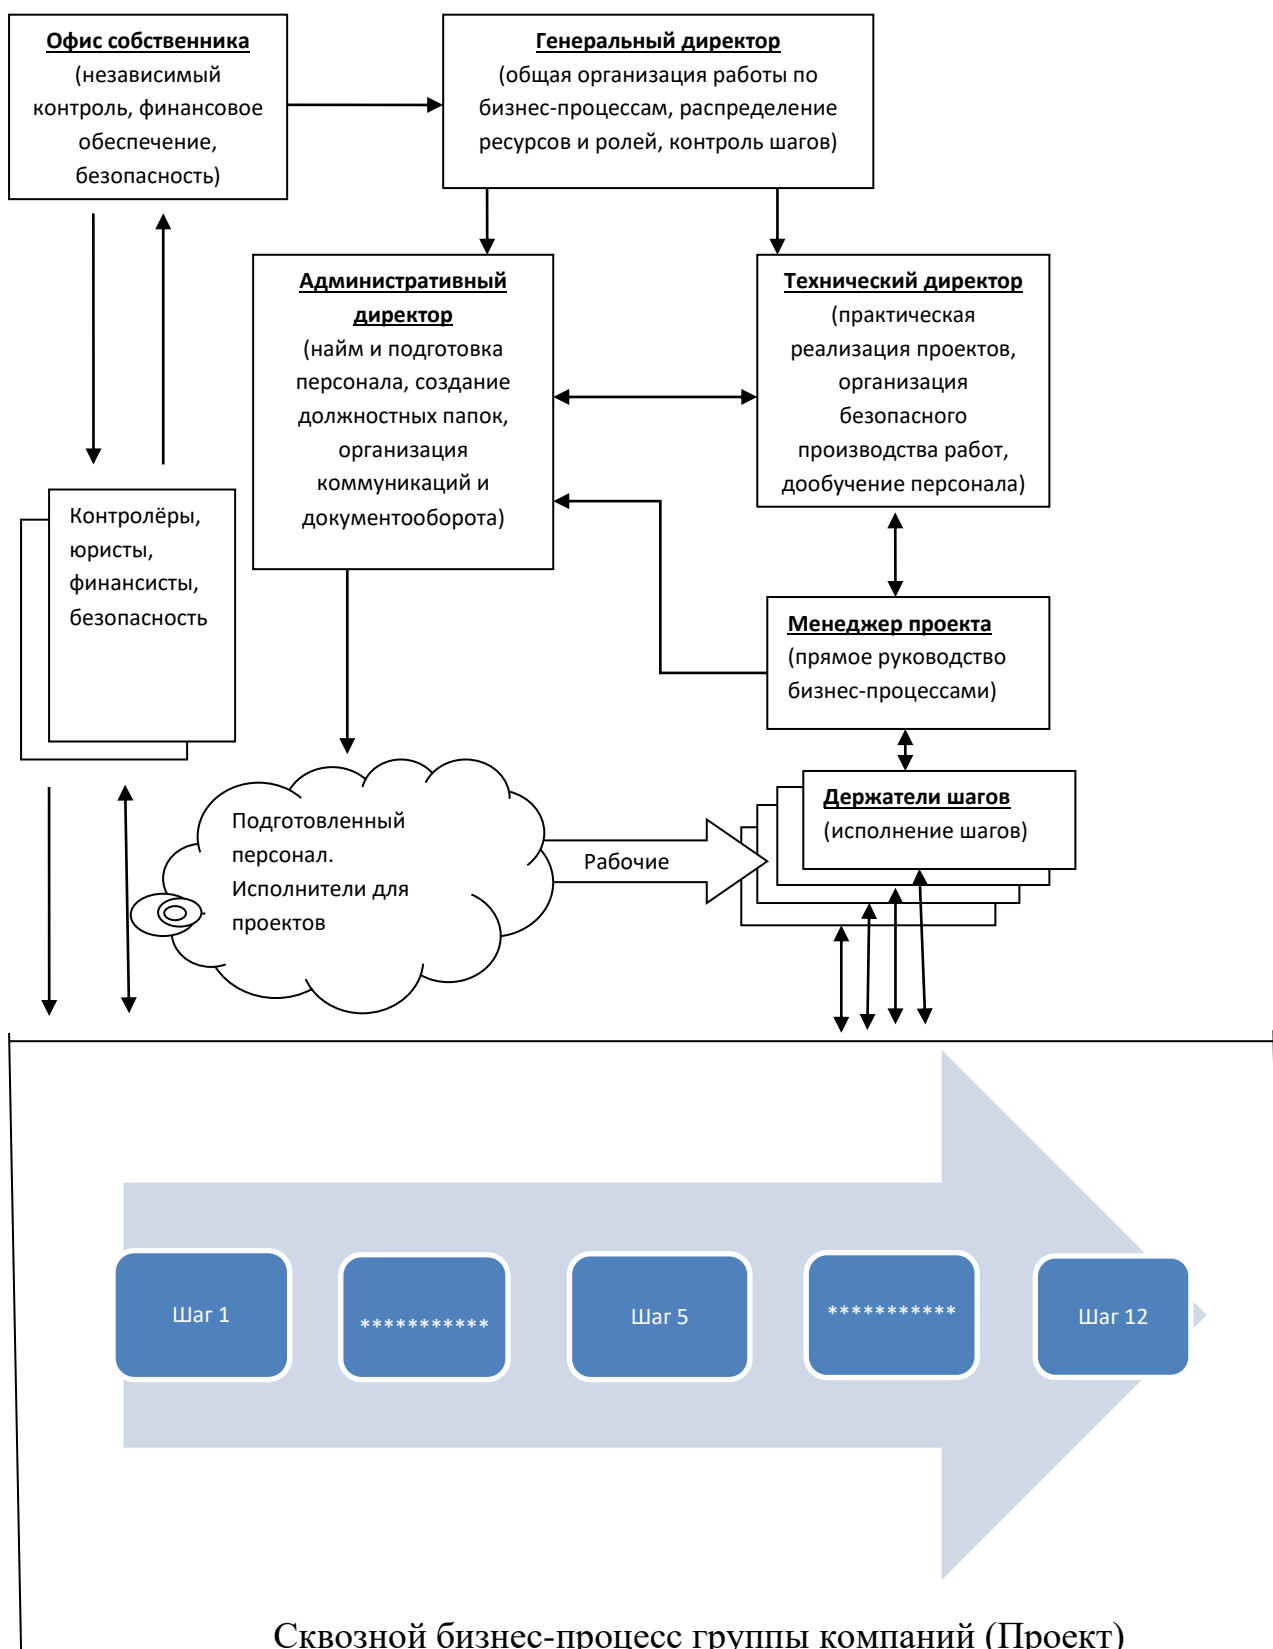 Офис собственника
(независимый
контроль, финансовое
обеспечение,
безопасность)
Генеральный директор
(общая организация работы по
бизнес-процессам, распределение
ресурсов и ролей, контроль шагов)
Административный
директор
(найм и подготовка
персонала, создание
должностных папок,
организация
коммуникаций и
документооборота)
Технический директор
(практическая
реализация проектов,
организация
безопасного
производства работ,
дообучение персонала)
Контролёры,
юристы,
финансисты,
безопасность
Менеджер проекта
(прямое руководство
бизнес-процессами)
Подготовленный
персонал.
Исполнители для
проектов
Рабочие
Держатели шагов
(исполнение шагов)
Шаг 1
***********
Шаг 5
***********
Шаг 12
Сквозной бизнес-процесс группы компаний (Проект)